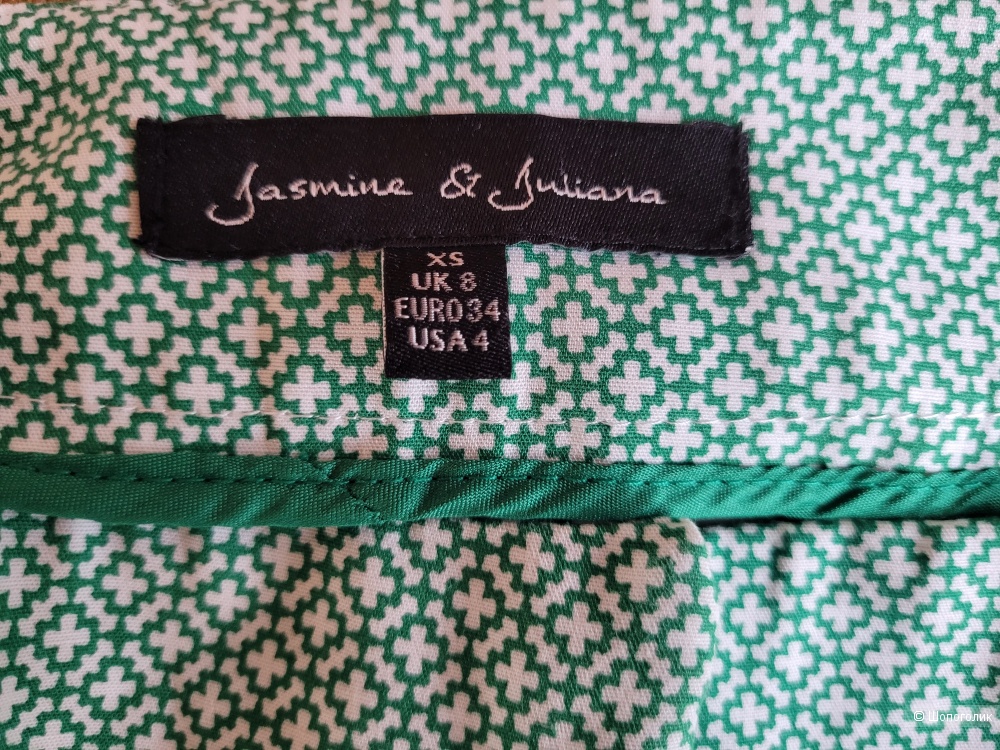 Jasmine & Juliana
XS
UK 8
EURO 34
USA 4
© Шопоголик